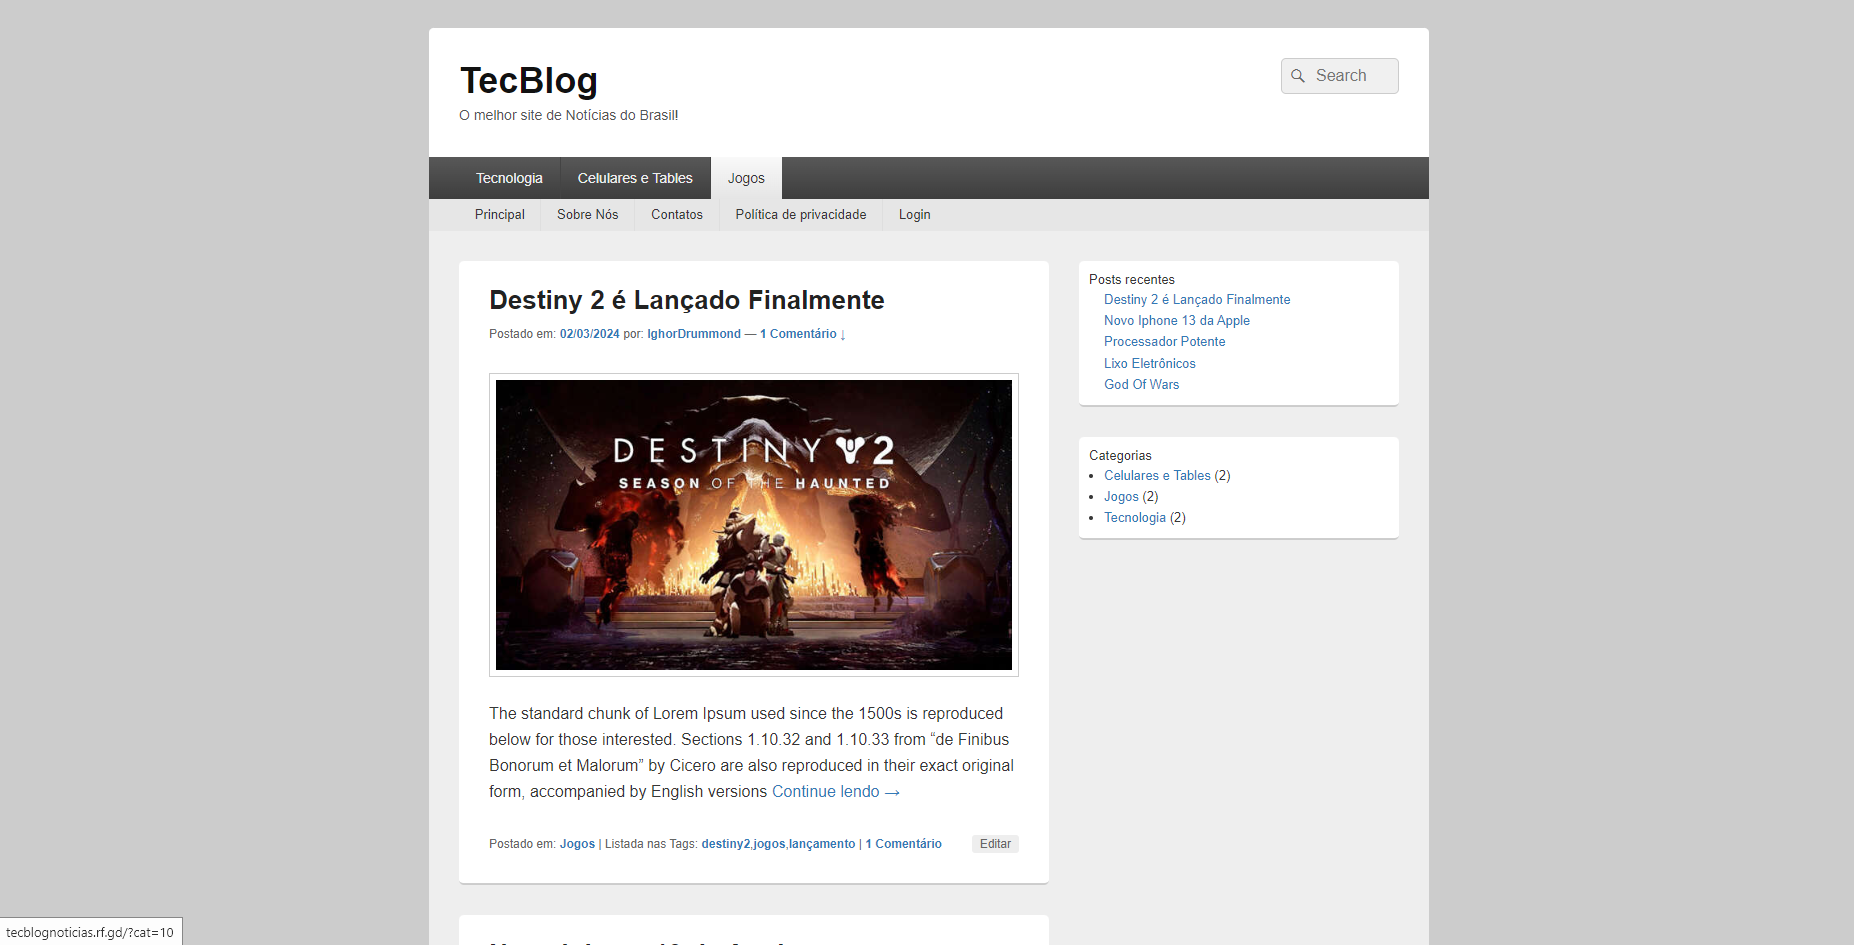 TecBlog
O melhor site de Notícias do Brasil!
Search
Tecnologia
Celulares e Tables
Jogos
Principal
Sobre Nós
Contatos
Política de privacidade
Login
Destiny 2 é Lançado Finalmente
Postado em: 02/03/2024 por: IghorDrummond — 1 Comentário ↓
DESTINY 2
SEASON OF THE HAUNTED
The standard chunk of Lorem Ipsum used since the 1500s is reproduced
below for those interested. Sections 1.10.32 and 1.10.33 from “de Finibus
Bonorum et Malorum” by Cicero are also reproduced in their exact original
form, accompanied by English versions Continue lendo →
Postado em: Jogos | Listada nas Tags: destiny2,jogos,lançamento | 1 Comentário
Editar
Posts recentes
Destiny 2 é Lançado Finalmente
Novo Iphone 13 da Apple
Processador Potente
Lixo Eletrônicos
God Of Wars
Categorias
Celulares e Tables (2)
Jogos (2)
Tecnologia (2)
tecblognoticias.rf.gd/?cat=10